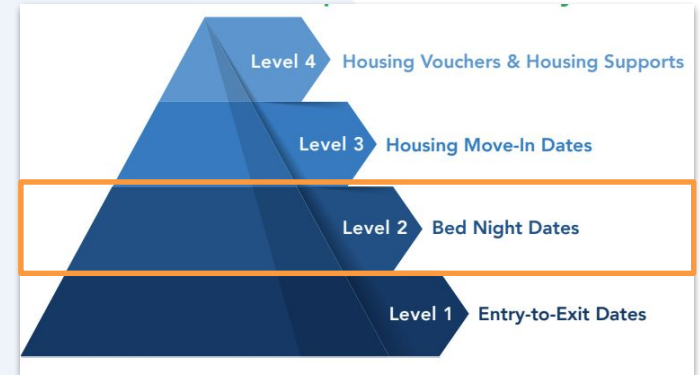 Level 4 Housing Vouchers & Housing Supports
Level 3 Housing Move-In Dates
Level 2 Bed Night Dates
Level 1 Entry-to-Exit Dates